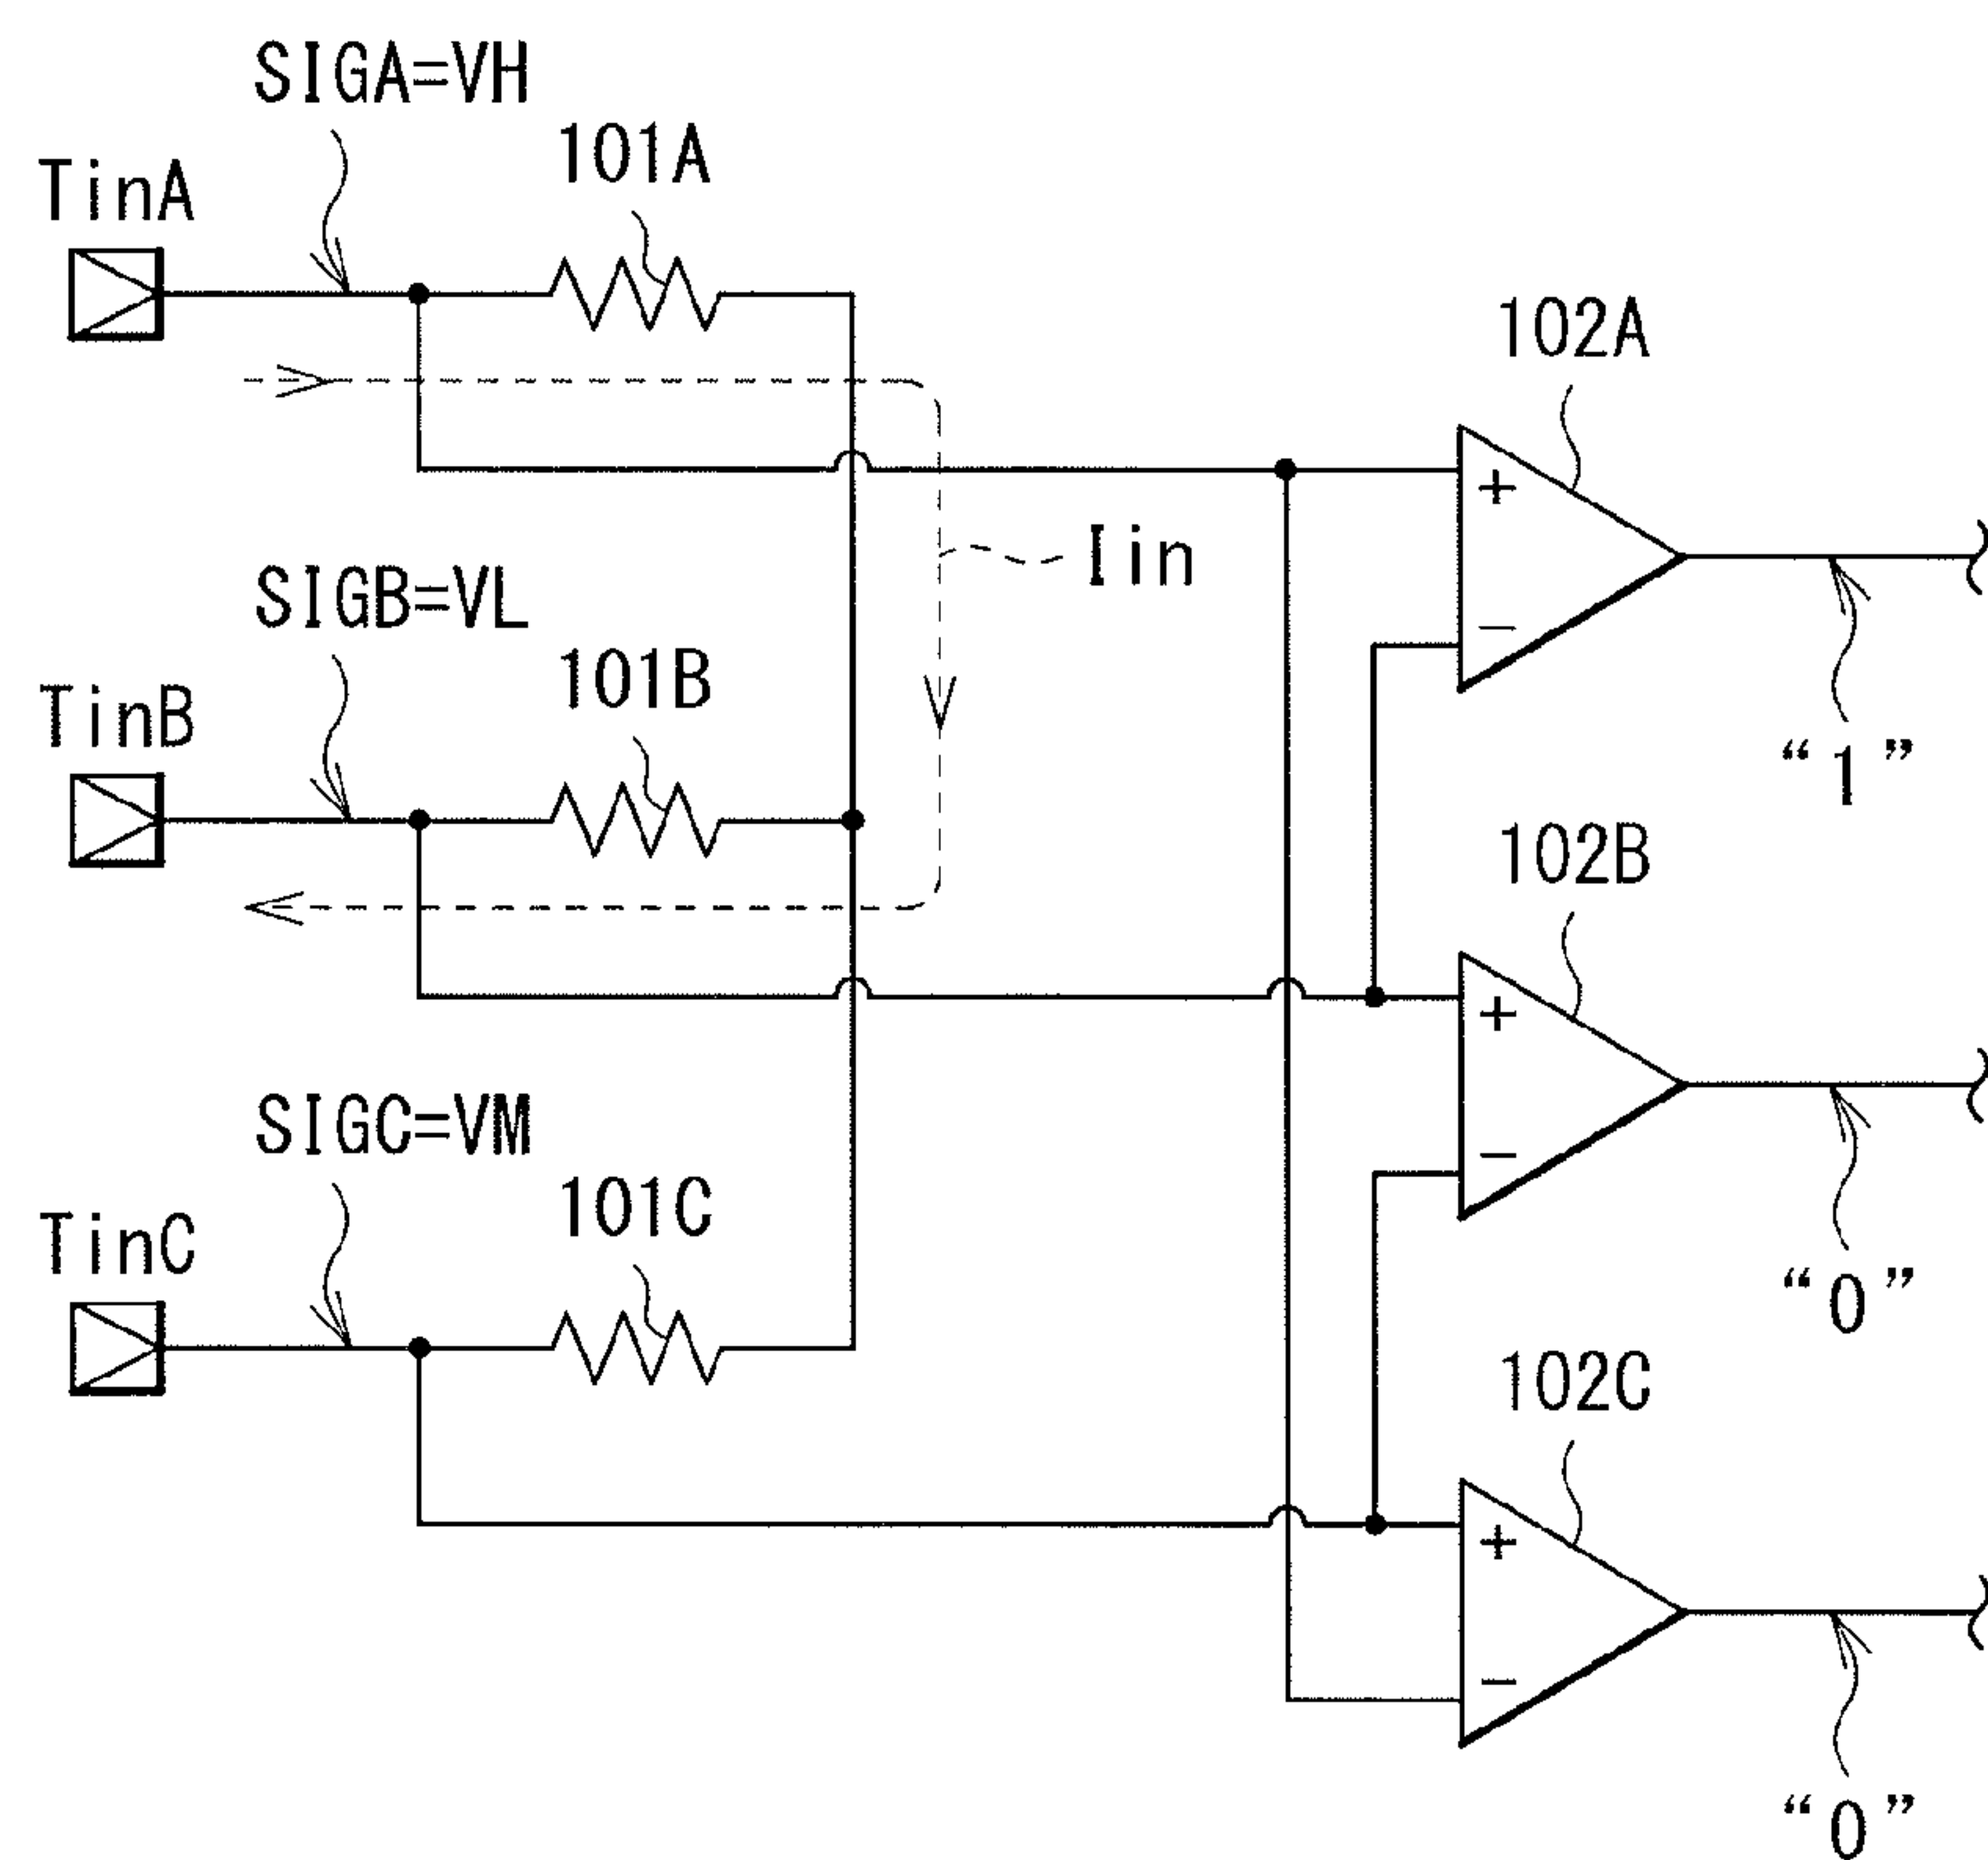 SIGA=VH
101A
TinA
102A
+
−
Iin
“1”
SIGB=VL
101B
TinB
102B
+
−
“0”
SIGC=VM
101C
TinC
102C
+
−
“0”